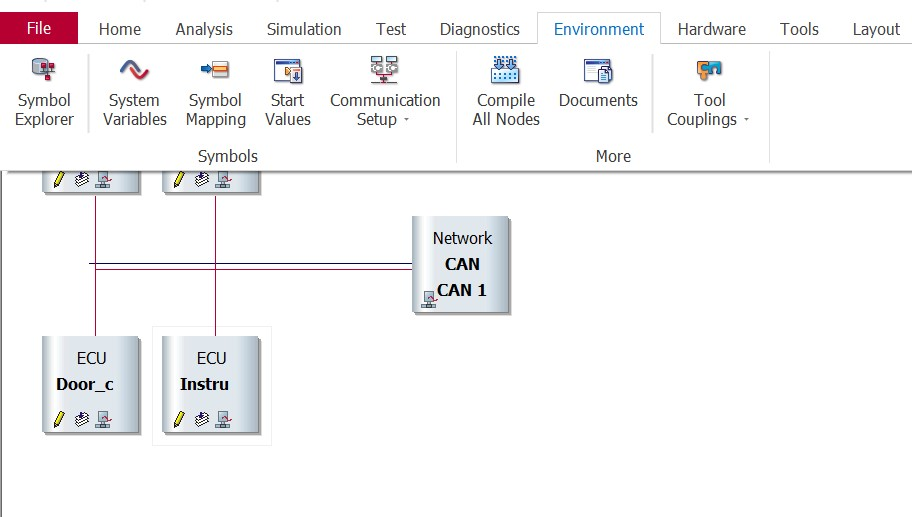 File Home Analysis Simulation Test Diagnostics Environment Hardware Tools Layout
Symbol Explorer
System Variables
Symbol Mapping
Start Values
Communication Setup
Compile All Nodes
Documents
Tool Couplings
Symbols
More
Network
CAN
CAN 1
ECU
Door_c
ECU
Instru